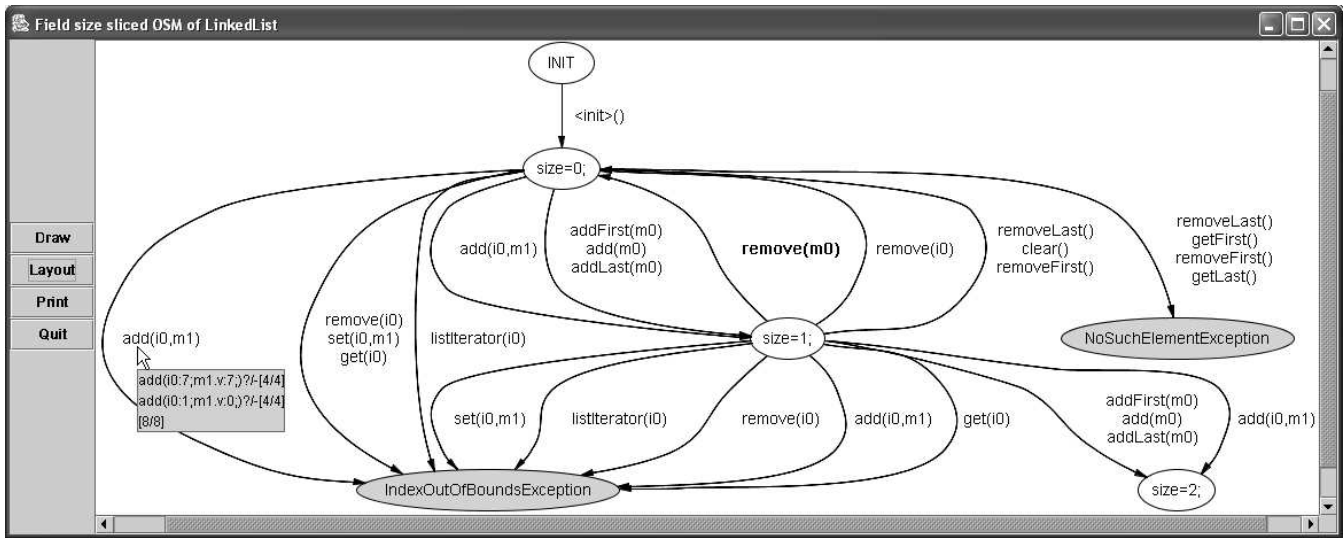 Field size sliced OSM of LinkedList
INIT
<init>()
size=0;
Draw
Layout
Print
Quit
add(i0,m1)
add(i0:7;m1.v:7;)?/-[4/4]
add(i0:1;m1.v:0;)?/-[4/4]
[8/8]
remove(i0)
set(i0,m1)
get(i0)
listIterator(i0)
add(i0,m1)
addFirst(m0)
add(m0)
addLast(m0)
remove(m0)
remove(i0)
removeLast()
clear()
removeFirst()
removeLast()
getFirst()
removeFirst()
getLast()
size=1;
NoSuchElementException
set(i0,m1)
listIterator(i0)
remove(i0)
add(i0,m1)
get(i0)
addFirst(m0)
add(m0)
addLast(m0)
add(i0,m1)
IndexOutOfBoundsException
size=2;